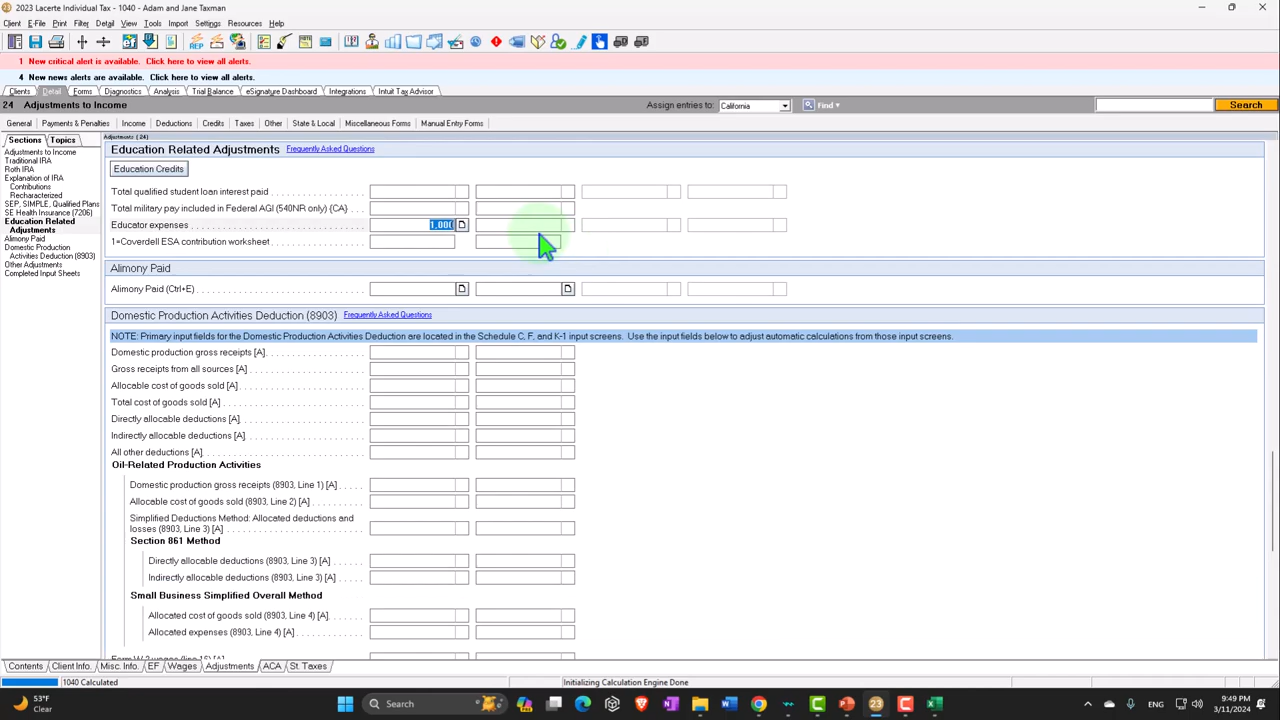 2023 Lacerte Individual Tax - 1040 - Adam and Jane Taxman
Client E-File Print Filter Detail View Tools Import Settings Resources Help
1 New critical alert is available. Click here to view all alerts.
4 New news alerts are available. Click here to view all alerts.
Clients Detail Forms Diagnostics Analysis Trial Balance eSignature Dashboard Integrations Intuit Tax Advisor
24 Adjustments to Income Assign entries to: California Find Search
General Payments & Penalties Income Deductions Credits Taxes Other State & Local Miscellaneous Forms Manual Entry Forms
Sections Topics
Adjustments to Income
Traditional IRA
Roth IRA
Explanation of IRA
Contributions
Recharacterized
SEP, SIMPLE, Qualified Plans
SE Health Insurance (7206)
Education Related
Adjustments
Alimony Paid
Domestic Production
Activities Deduction (8903)
Other Adjustments
Completed Input Sheets
Adjustments (24)
Education Related Adjustments Frequently Asked Questions
Education Credits
Total qualified student loan interest paid
Total military pay included in Federal AGI (540NR only) {CA}
Educator expenses 1,000
1=Coverdell ESA contribution worksheet
Alimony Paid
Alimony Paid (Ctrl+E)
Domestic Production Activities Deduction (8903) Frequently Asked Questions
NOTE: Primary input fields for the Domestic Production Activities Deduction are located in the Schedule C, F, and K-1 input screens. Use the input fields below to adjust automatic calculations from those input screens.
Domestic production gross receipts [A]
Gross receipts from all sources [A]
Allocable cost of goods sold [A]
Total cost of goods sold [A]
Directly allocable deductions [A]
Indirectly allocable deductions [A]
All other deductions [A]
Oil-Related Production Activities
Domestic production gross receipts (8903, Line 1) [A]
Allocable cost of goods sold (8903, Line 2) [A]
Simplified Deductions Method: Allocated deductions and
losses (8903, Line 3) [A]
Section 861 Method
Directly allocable deductions (8903, Line 3) [A]
Indirectly allocable deductions (8903, Line 3) [A]
Small Business Simplified Overall Method
Allocated cost of goods sold (8903, Line 4) [A]
Allocated expenses (8903, Line 4) [A]
Form W-2 wages (line 15) [A]
Contents Client Info. Misc. Info. EF Wages Adjustments ACA St. Taxes
1040 Calculated Initializing Calculation Engine Done
53°F
Cloudy
Search
ENG
9:49 PM
3/11/2024